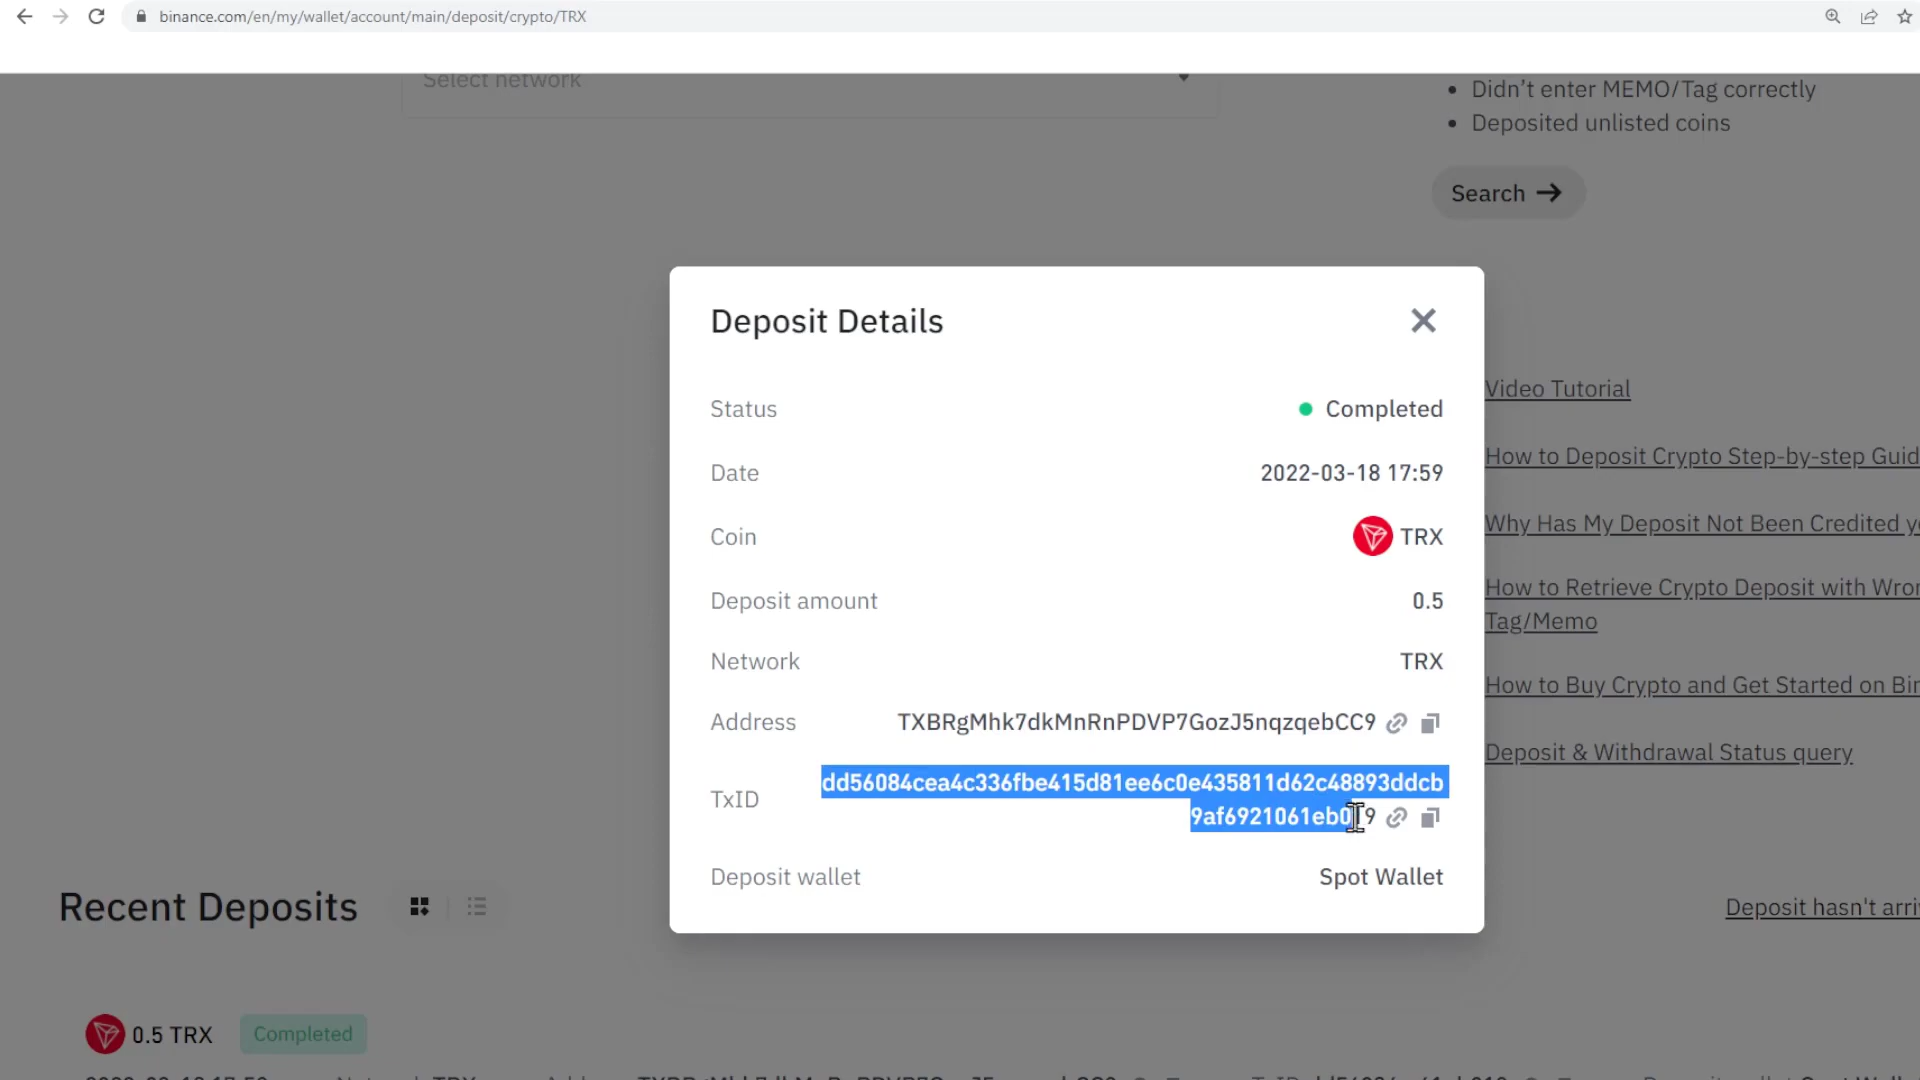 binance.com/en/my/wallet/account/main/deposit/crypto/TRX
Select network
Didn't enter MEMO/Tag correctly
Deposited unlisted coins
Search
Deposit Details
Status
Completed
Date
2022-03-18 17:59
Coin
TRX
Deposit amount
0.5
Network
TRX
Address
TXBRgMhk7dkMnRnPDVP7GozJ5nqzqebCC9
TxID
dd56084cea4c336fbe415d81ee6c0e435811d62c48893ddcb
9af6921061eb019
Deposit wallet
Spot Wallet
Video Tutorial
How to Deposit Crypto Step-by-step Guid
Why Has My Deposit Not Been Credited y
How to Retrieve Crypto Deposit with Wron
Tag/Memo
How to Buy Crypto and Get Started on Bin
Deposit & Withdrawal Status query
Recent Deposits
Deposit hasn't arri
0.5 TRX
Completed